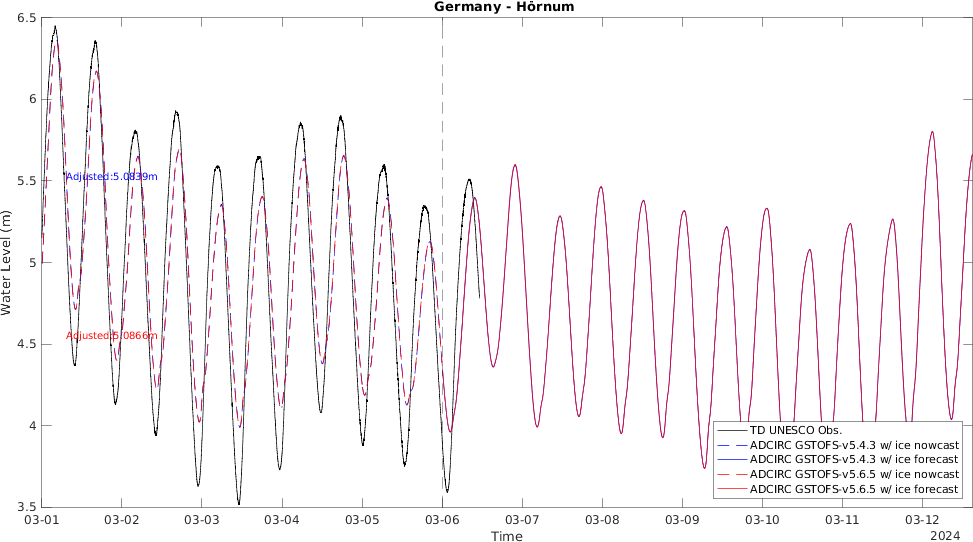 Germany - Hörnum
6.5
6
5.5
5
4.5
4
3.5
Water Level (m)
Adjusted:5.0839m
Adjusted:5.0866m
TD UNESCO Obs.
ADCIRC GSTOFS-v5.4.3 w/ ice nowcast
ADCIRC GSTOFS-v5.4.3 w/ ice forecast
ADCIRC GSTOFS-v5.6.5 w/ ice nowcast
ADCIRC GSTOFS-v5.6.5 w/ ice forecast
03-01 03-02 03-03 03-04 03-05 03-06 03-07 03-08 03-09 03-10 03-11 03-12
Time
2024